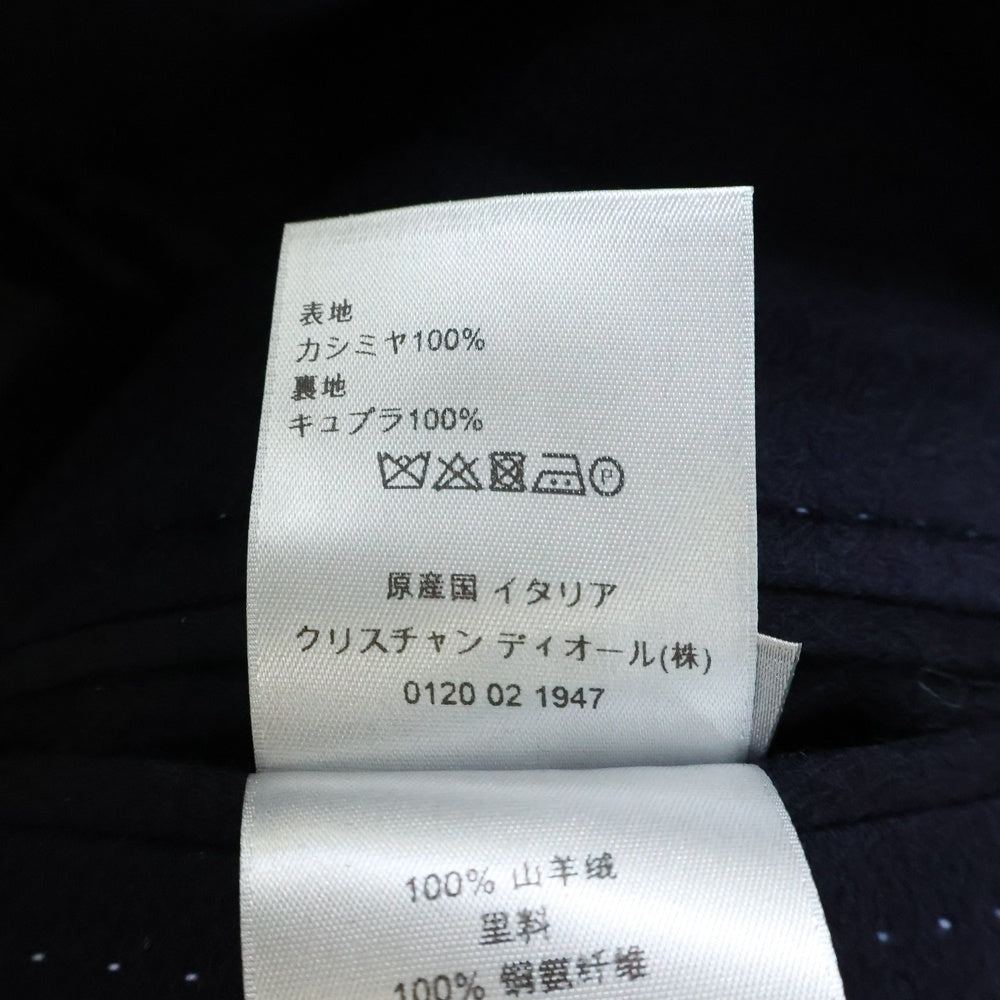 表地
カシミヤ100%
裏地
キュプラ100%
P
原産国 イタリア
クリスチャン ディオール(株)
0120 02 1947
100% 山羊绒
里料
100% 铜氨纤维